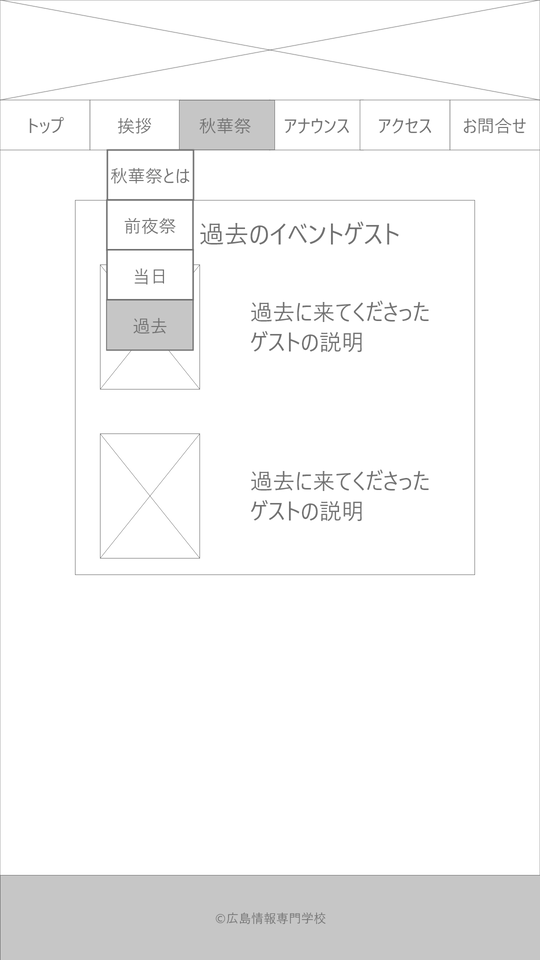 トップ
挨拶
秋華祭
アナウンス
アクセス
お問合せ
秋華祭とは
前夜祭
当日
過去
過去のイベントゲスト
過去に来てくださった
ゲストの説明
過去に来てくださった
ゲストの説明
©広島情報専門学校